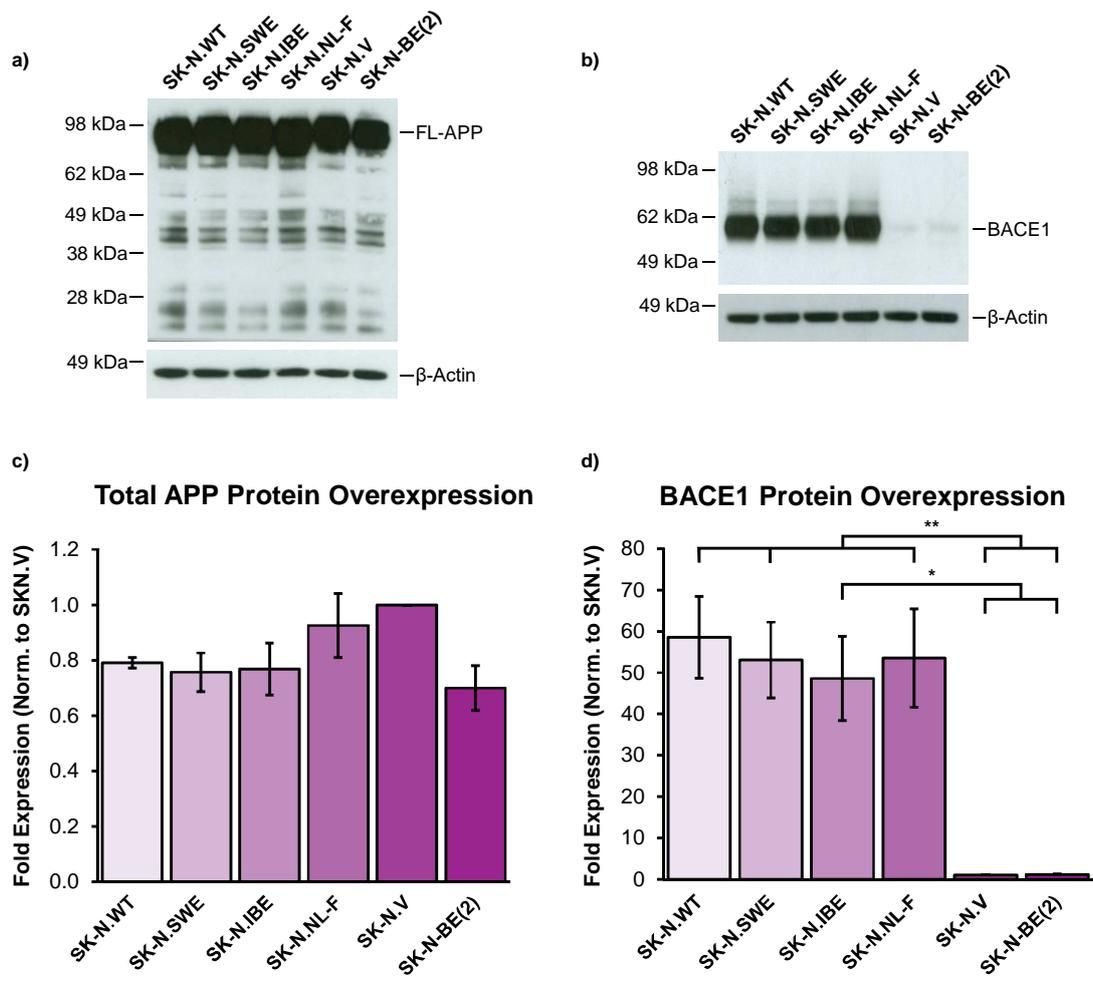 a)
SK-N.WT
SK-N.SWE
SK-N.IBE
SK-N.NL-F
SK-N.V
SK-N-BE(2)
98 kDa
FL-APP
62 kDa
49 kDa
38 kDa
28 kDa
49 kDa
β-Actin
b)
SK-N.WT
SK-N.SWE
SK-N.IBE
SK-N.NL-F
SK-N.V
SK-N-BE(2)
98 kDa
62 kDa
BACE1
49 kDa
49 kDa
β-Actin
c)
Total APP Protein Overexpression
Fold Expression (Norm. to SKN.V)
1.2
1.0
0.8
0.6
0.4
0.2
0.0
SK-N.WT
SK-N.SWE
SK-N.IBE
SK-N.NL-F
SK-N.V
SK-N-BE(2)
d)
BACE1 Protein Overexpression
Fold Expression (Norm. to SKN.V)
**
*
80
70
60
50
40
30
20
10
0
SK-N.WT
SK-N.SWE
SK-N.IBE
SK-N.NL-F
SK-N.V
SK-N-BE(2)